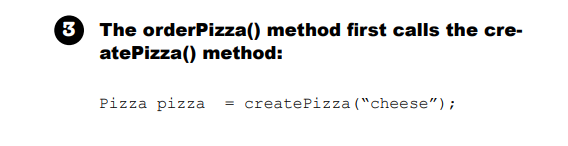 3 The orderPizza() method first calls the cre-
atePizza() method:
Pizza pizza  = createPizza(“cheese”);